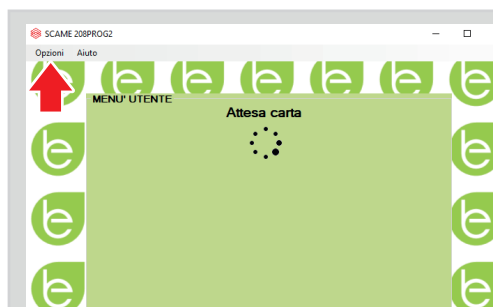 SCAME 208PROG2
Opzioni Aiuto
MENU' UTENTE
Attesa carta